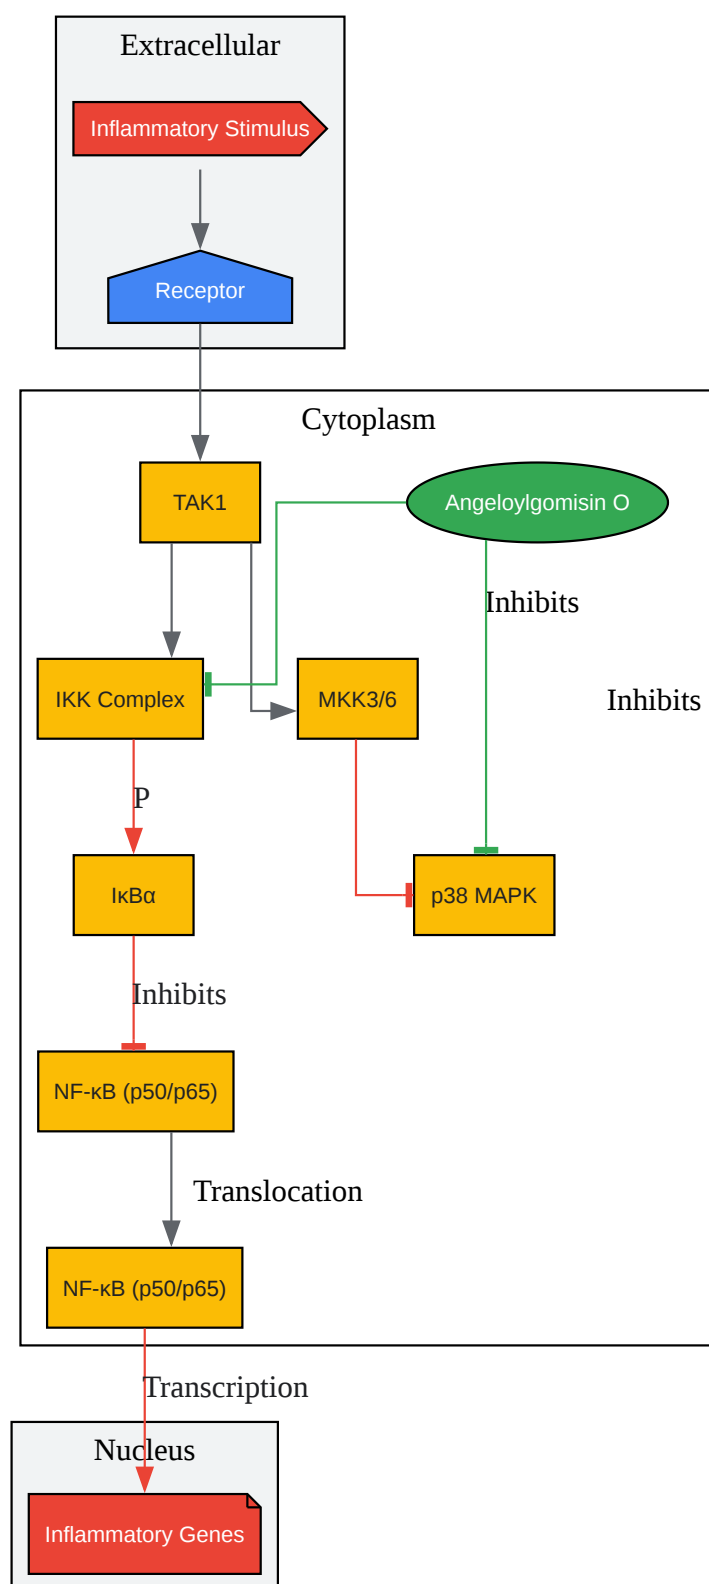 Extracellular
Inflammatory Stimulus
Receptor
Cytoplasm
TAK1
Angeloylgomisin O
Inhibits
IKK Complex
MKK3/6
Inhibits
P
IκBα
p38 MAPK
Inhibits
NF-κB (p50/p65)
Translocation
NF-κB (p50/p65)
Transcription
Nucleus
Inflammatory Genes